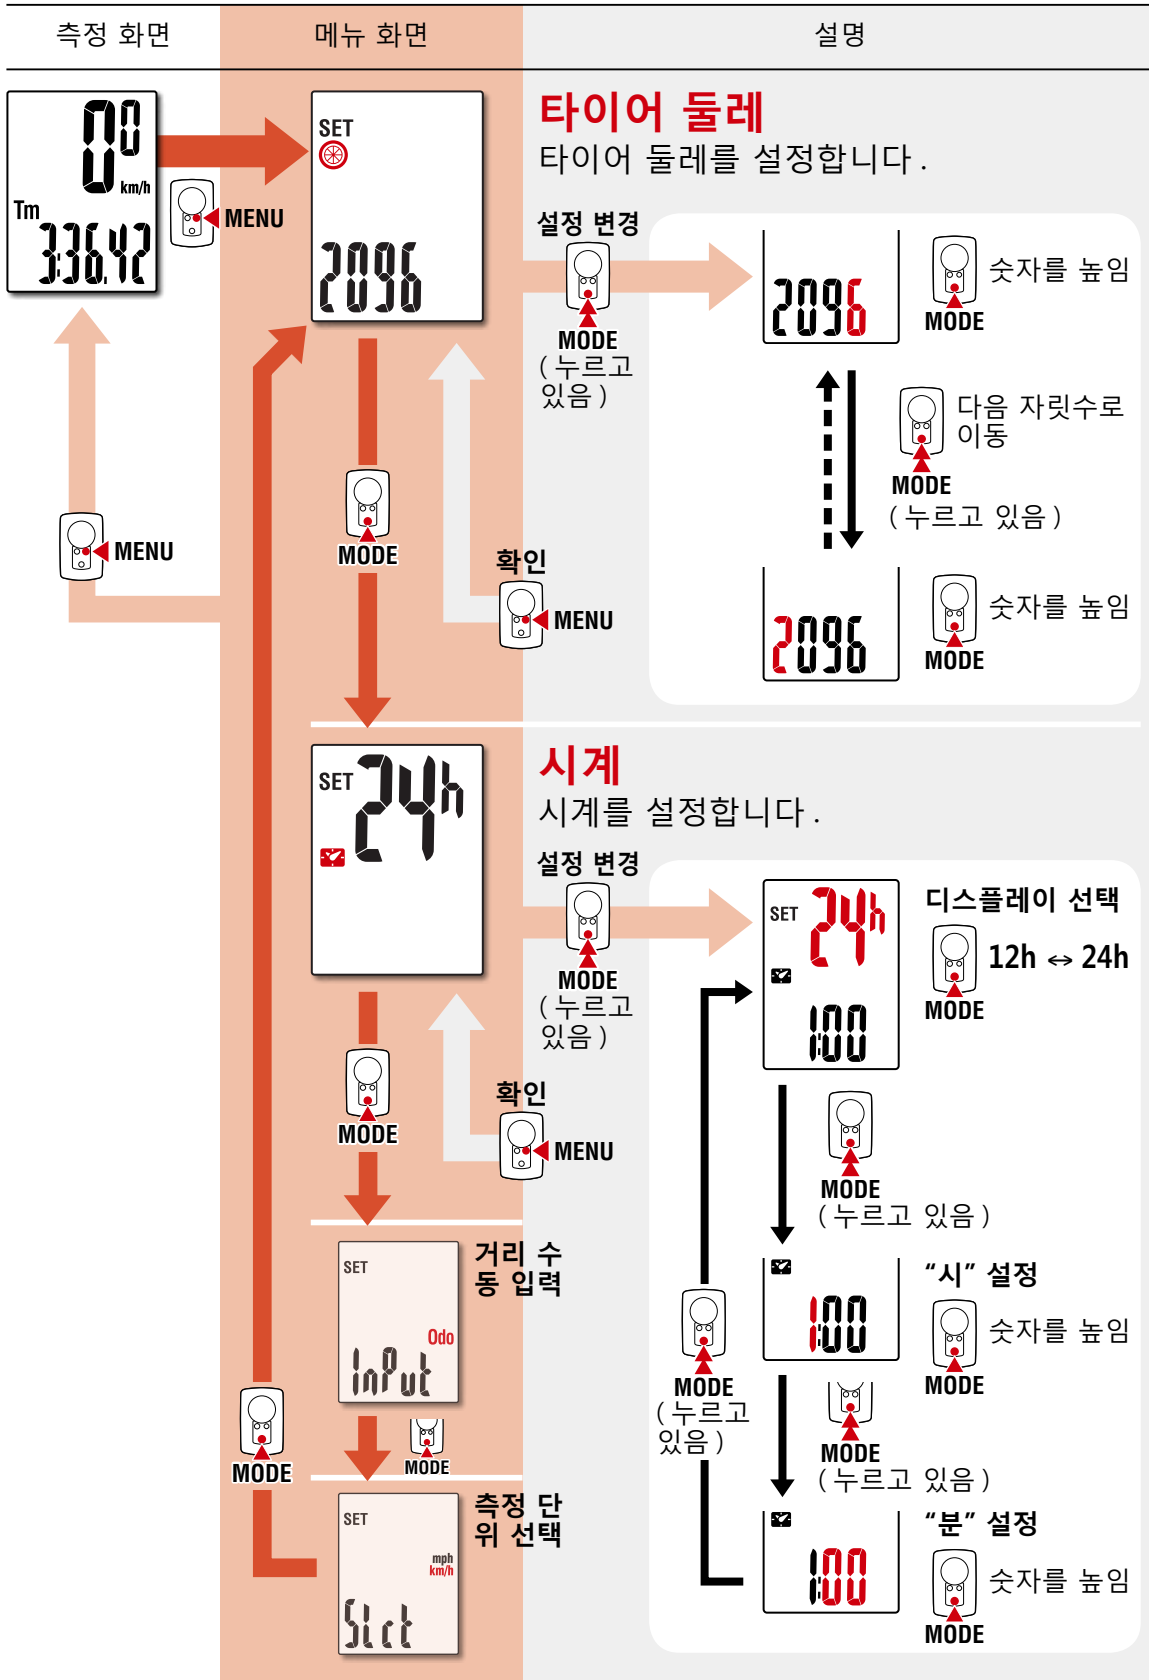 측정 화면
메뉴 화면
설명
00
km/h
Tm
3:36.42
MENU
SET
2096
타이어 둘레
타이어 둘레를 설정합니다.
설정 변경
MODE
(누르고
있음)
2096
숫자를 높임
MODE
다음 자릿수로
이동
MODE
(누르고 있음)
2096
숫자를 높임
MODE
MENU
MODE
확인
MENU
SET
24h
시계
시계를 설정합니다.
설정 변경
MODE
(누르고
있음)
SET
24h
1:00
디스플레이 선택
12h ↔ 24h
MODE
MODE
확인
MENU
MODE
(누르고 있음)
1:00
“시” 설정
숫자를 높임
MODE
MODE
(누르고
있음)
MODE
(누르고 있음)
1:00
“분” 설정
숫자를 높임
MODE
SET
Odo
InPut
거리 수
동 입력
MODE
MODE
SET
mph
km/h
Slct
측정 단
위 선택